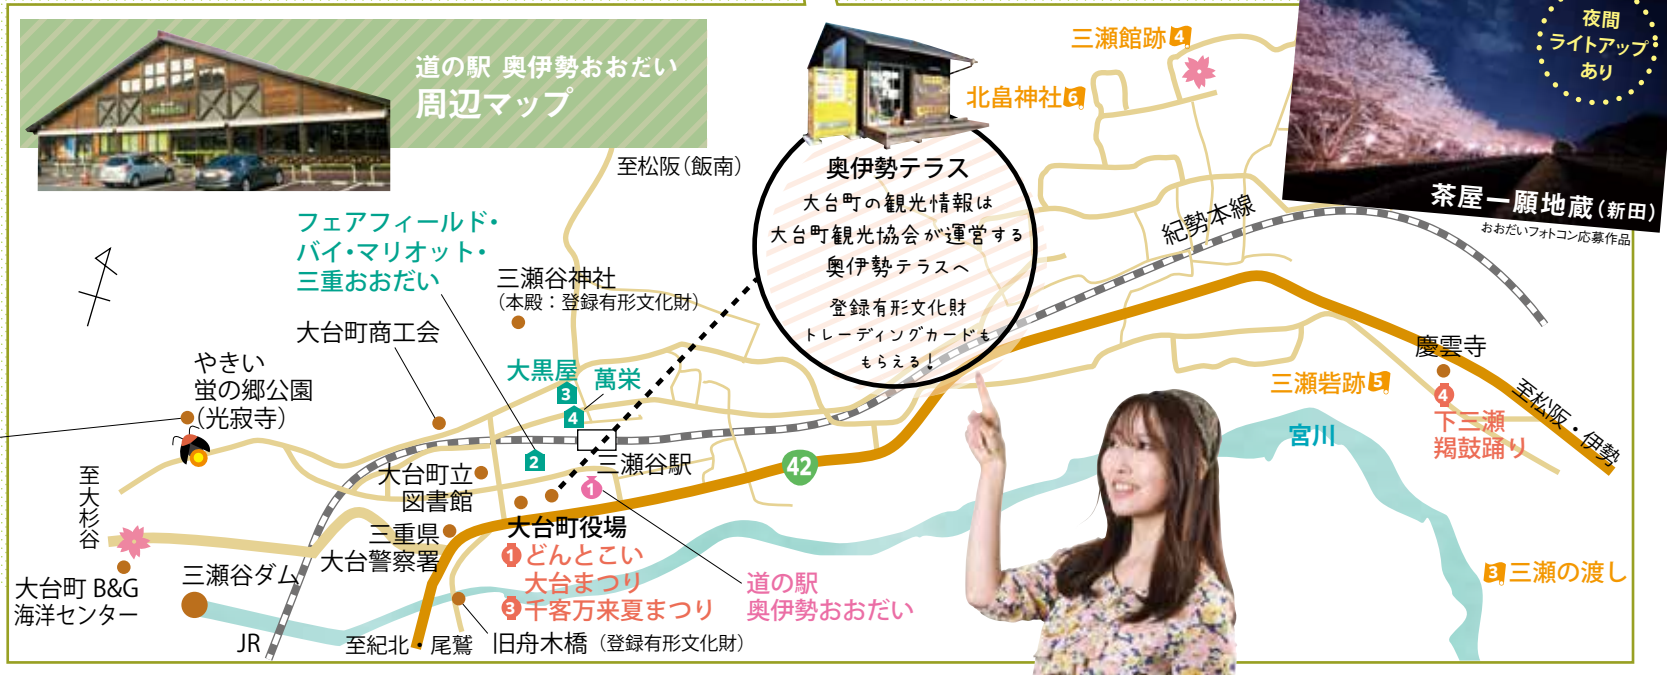 道の駅 奥伊勢おおだい
周辺マップ
夜間
ライトアップ
あり
茶屋一願地蔵(新田)
おおだいフォトコン応募作品
三瀬館跡4
北畠神社6
至松阪(飯南)
奥伊勢テラス
大台町の観光情報は
大台町観光協会が運営する
奥伊勢テラスへ
登録有形文化財
トレーディングカードも
もらえる!
紀勢本線
フェアフィールド・
バイ・マリオット・
三重おおだい
三瀬谷神社
(本殿:登録有形文化財)
大台町商工会
やきい
蛍の郷公園
(光寂寺)
大黒屋
3
萬栄
4
2
三瀬谷駅
1
42
慶雲寺
三瀬砦跡5
4
下三瀬
羯鼓踊り
至松阪・伊勢
宮川
至大杉谷
大台町立
図書館
三重県
大台警察署
大台町役場
1どんとこい
大台まつり
3千客万来夏まつり
道の駅
奥伊勢おおだい
3三瀬の渡し
大台町 B&G
海洋センター
三瀬谷ダム
JR
至紀北・尾鷲
旧舟木橋(登録有形文化財)